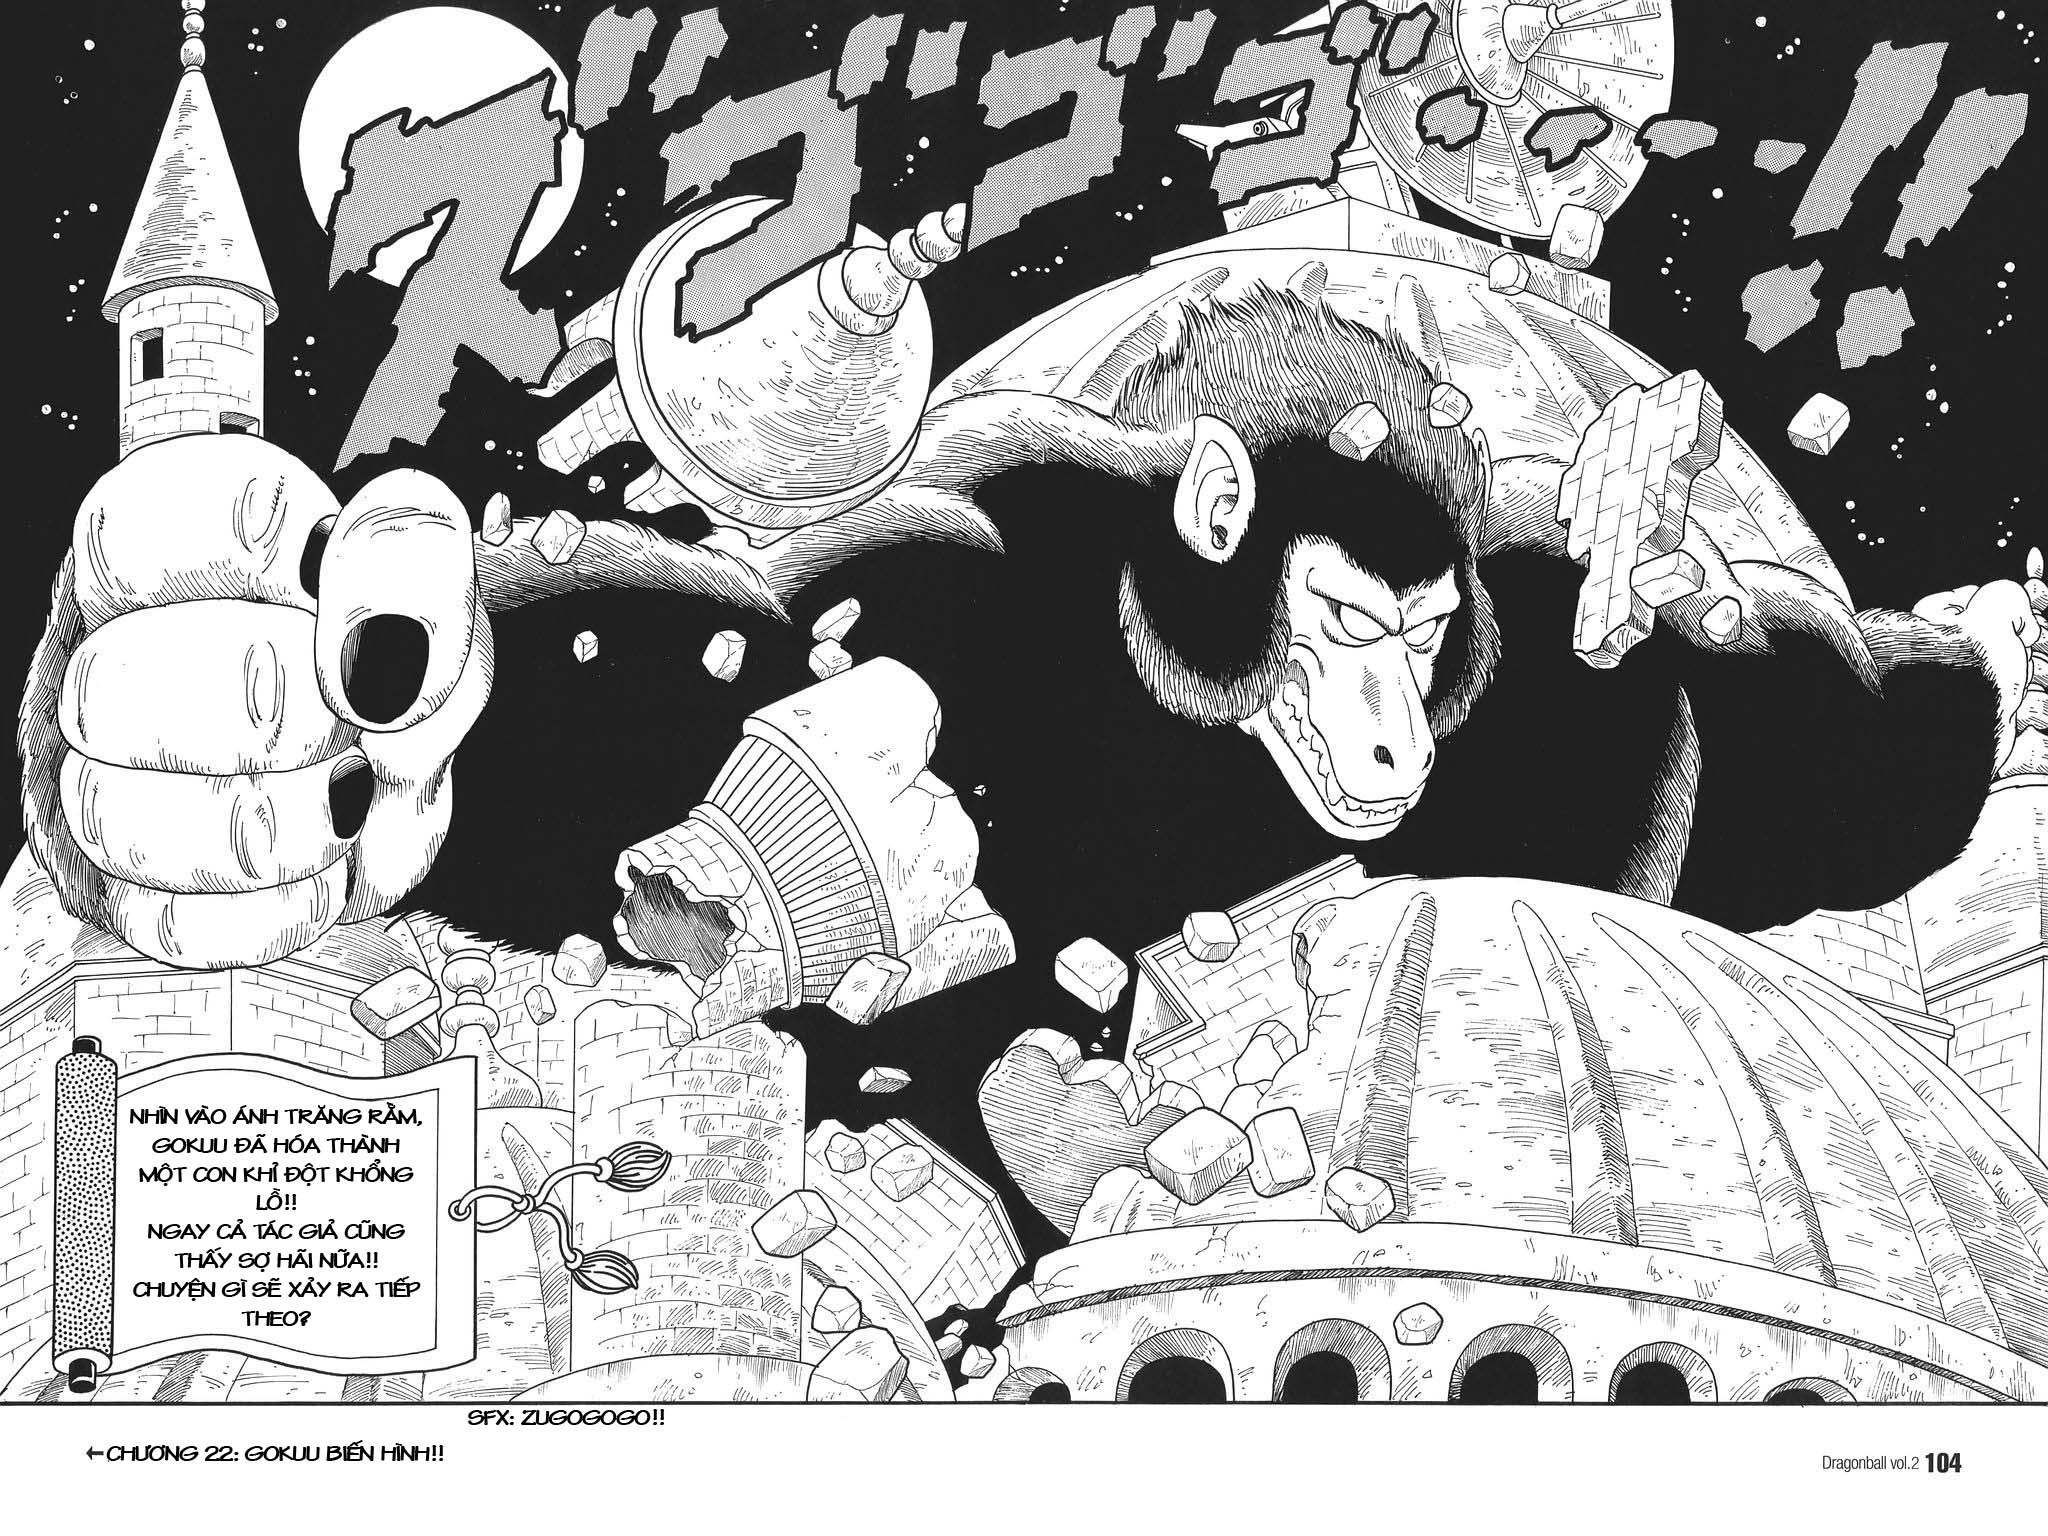 ズゴゴゴ……!!
NHÌN VÀO ÁNH TRĂNG RẰM,
GOKUU ĐÃ HÓA THÀNH
MỘT CON KHỈ ĐỘT KHỔNG
LỒ!!
NGAY CẢ TÁC GIẢ CŨNG
THẤY SỢ HÃI NỮA!!
CHUYỆN GÌ SẼ XẢY RA TIẾP
THEO?
SFX: ZUGOGOGO!!
←CHƯƠNG 22: GOKUU BIẾN HÌNH!!
Dragonball vol.2 104